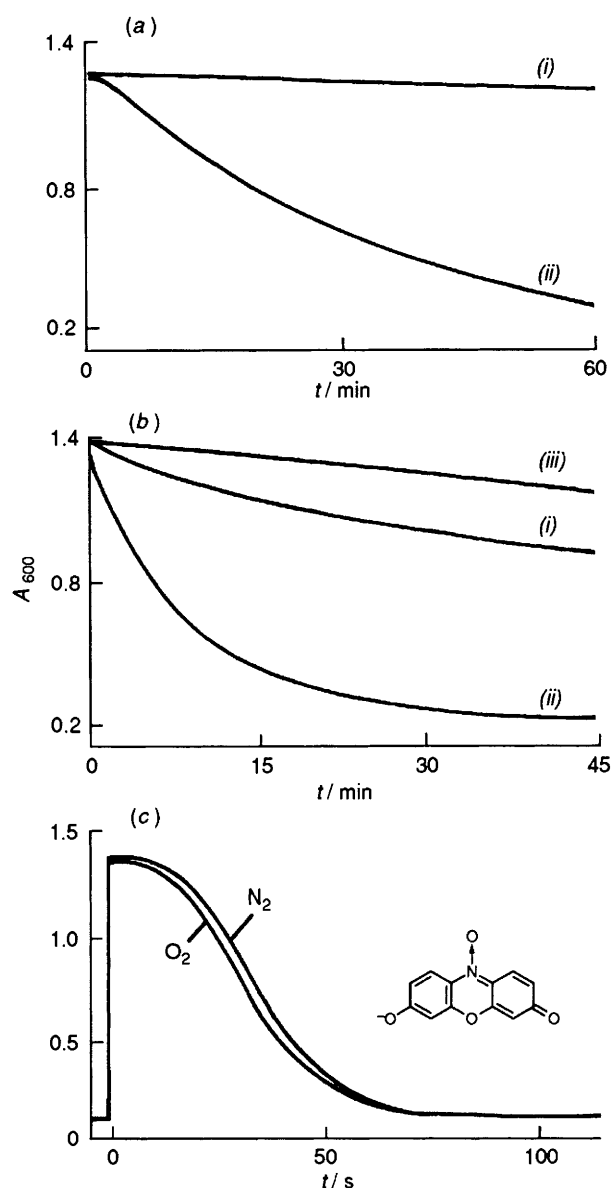 (a)
1.4
(i)
0.8
(ii)
0.2
0 30 60
t / min
(b)
1.4
(iii)
(i)
A600
0.8
(ii)
0.2
0 15 30 45
t / min
(c)
1.5
N2
1.0
O2
O
N
⁻O O O
0.5
0
0 50 100
t / s